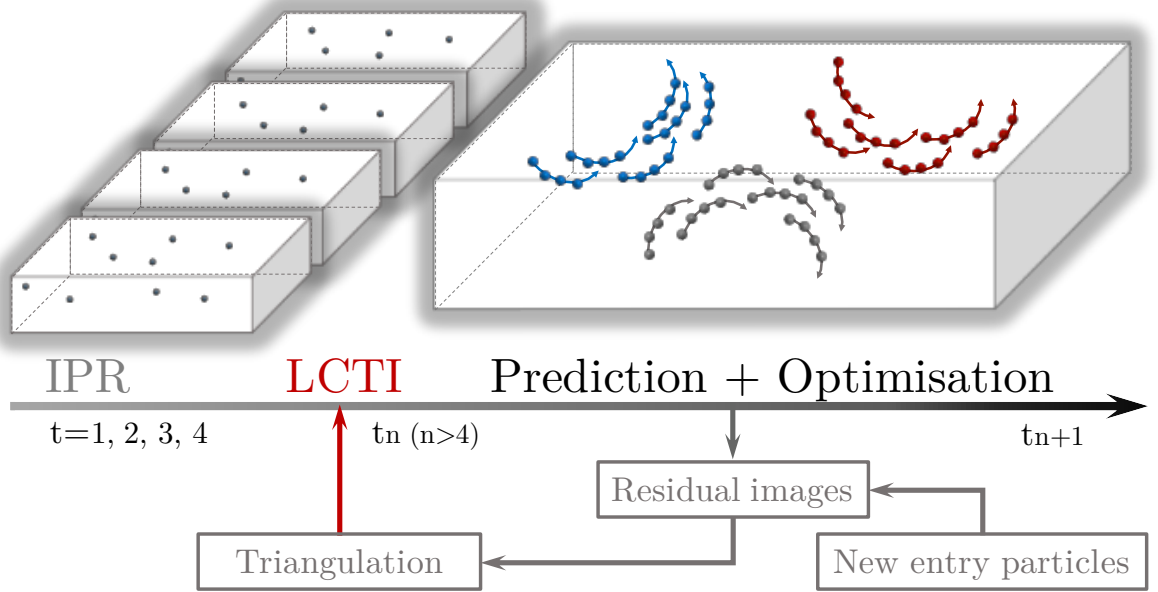 IPR LCTI Prediction + Optimisation
t=1, 2, 3, 4 tn (n>4) tn+1
Residual images
Triangulation New entry particles